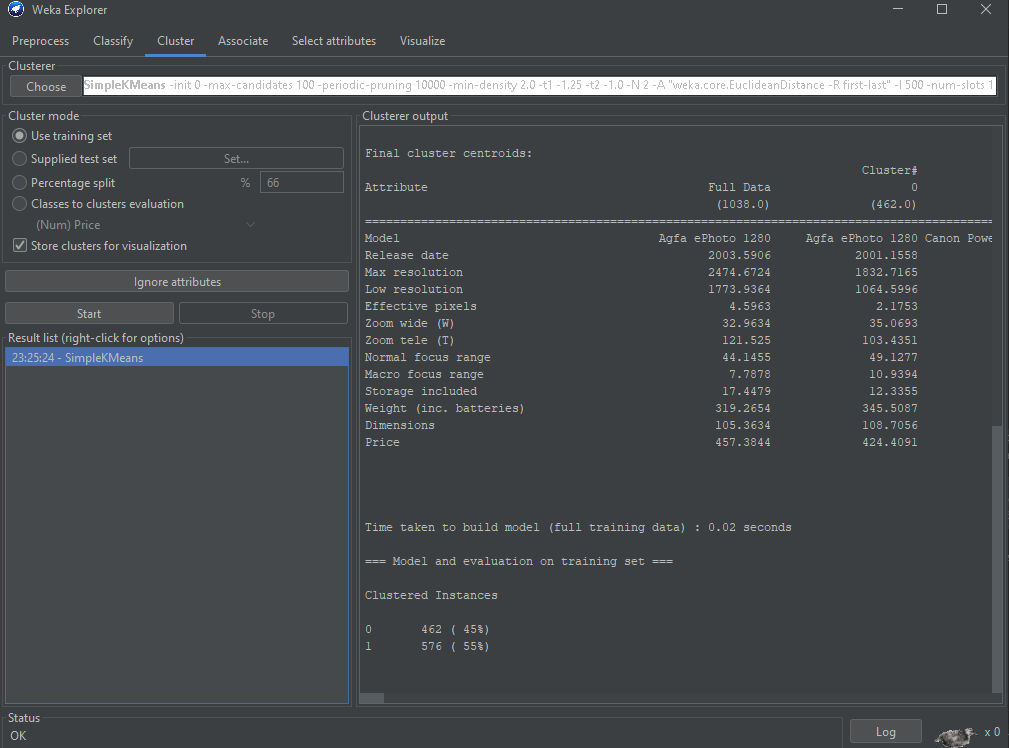 Weka Explorer
Preprocess Classify Cluster Associate Select attributes Visualize
Clusterer
Choose SimpleKMeans -init 0 -max-candidates 100 -periodic-pruning 10000 -min-density 2.0 -t1 -1.25 -t2 -1.0 -N 2 -A "weka.core.EuclideanDistance -R first-last" -I 500 -num-slots 1
Cluster mode
Use training set
Supplied test set Set...
Percentage split % 66
Classes to clusters evaluation
(Num) Price
Store clusters for visualization
Ignore attributes
Start Stop
Result list (right-click for options)
23:25:24 - SimpleKMeans
Clusterer output
Final cluster centroids:
Cluster#
Attribute Full Data 0
(1038.0) (462.0)
==========================================================================================
Model Agfa ePhoto 1280 Agfa ePhoto 1280 Canon Powe
Release date 2003.5906 2001.1558
Max resolution 2474.6724 1832.7165
Low resolution 1773.9364 1064.5996
Effective pixels 4.5963 2.1753
Zoom wide (W) 32.9634 35.0693
Zoom tele (T) 121.525 103.4351
Normal focus range 44.1455 49.1277
Macro focus range 7.7878 10.9394
Storage included 17.4479 12.3355
Weight (inc. batteries) 319.2654 345.5087
Dimensions 105.3634 108.7056
Price 457.3844 424.4091
Time taken to build model (full training data) : 0.02 seconds
=== Model and evaluation on training set ===
Clustered Instances
0 462 ( 45%)
1 576 ( 55%)
Status
OK
Log x 0